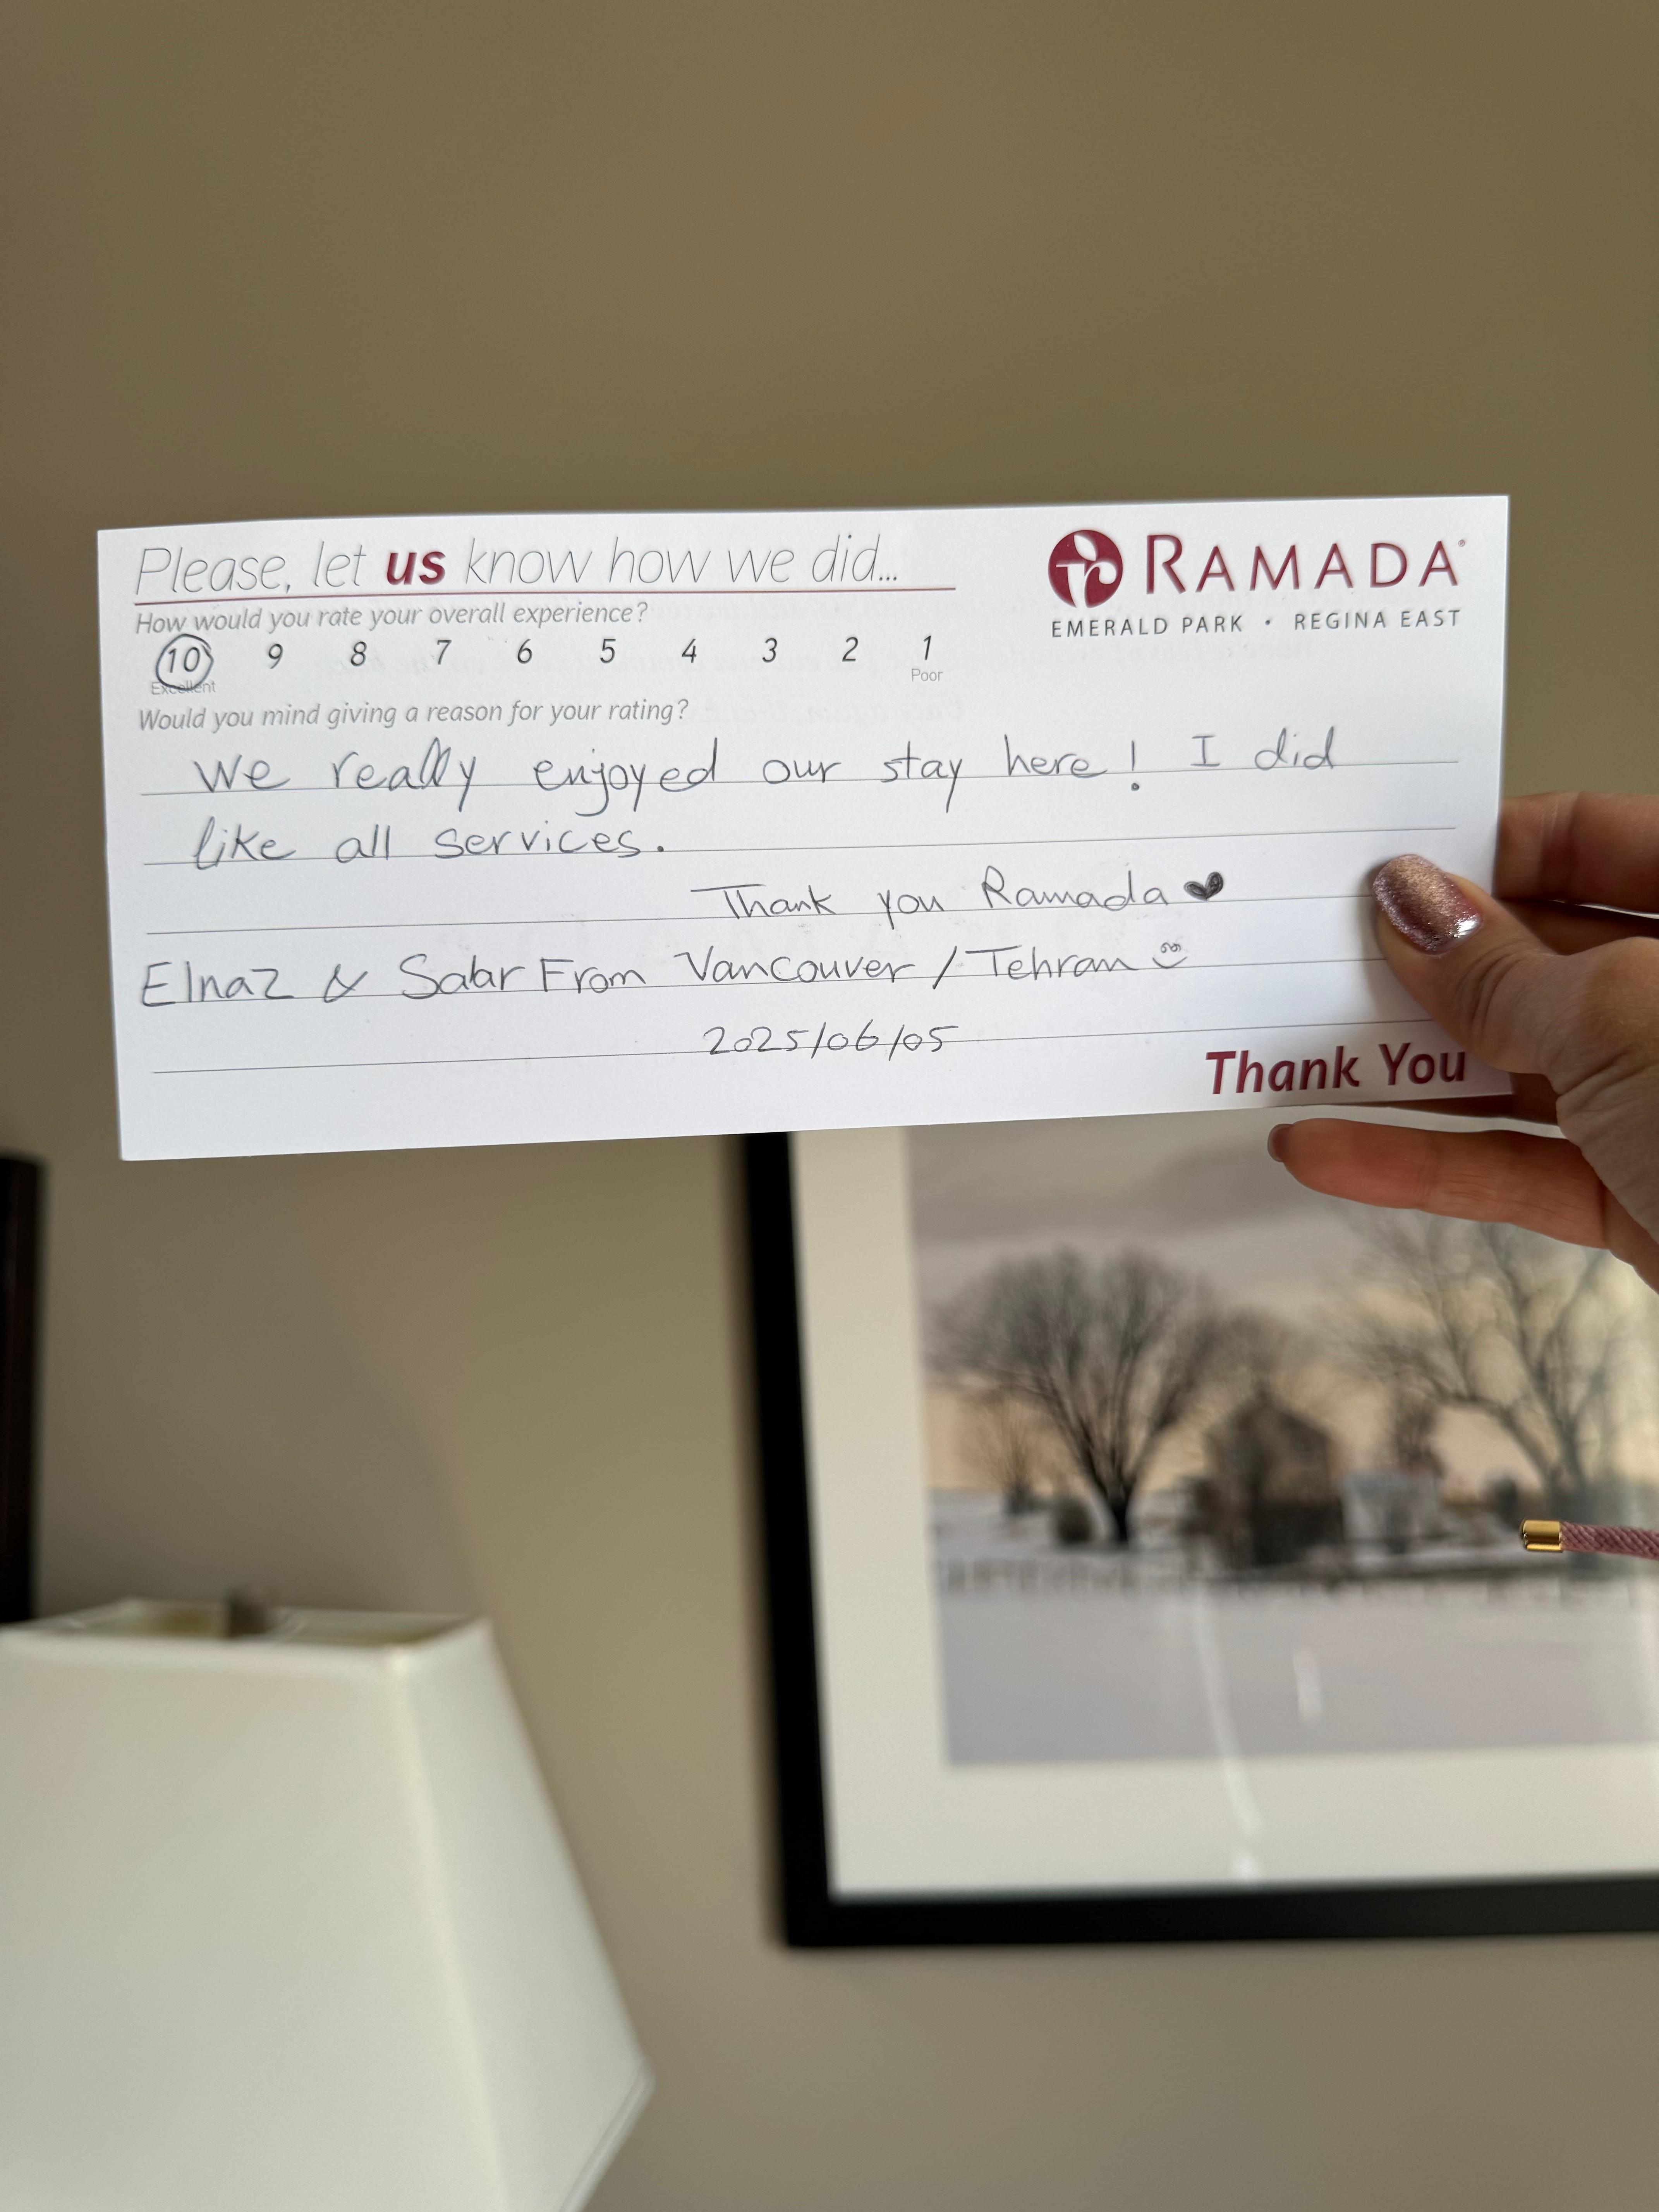 Please, let us know how we did...
RAMADA
EMERALD PARK • REGINA EAST
How would you rate your overall experience?
10 9 8 7 6 5 4 3 2 1
Excellent Poor
Would you mind giving a reason for your rating?
We really enjoyed our stay here! I did
like all services.
Thank you Ramada ♥
Elnaz & Salar From Vancouver / Tehran
2025/06/05
Thank You